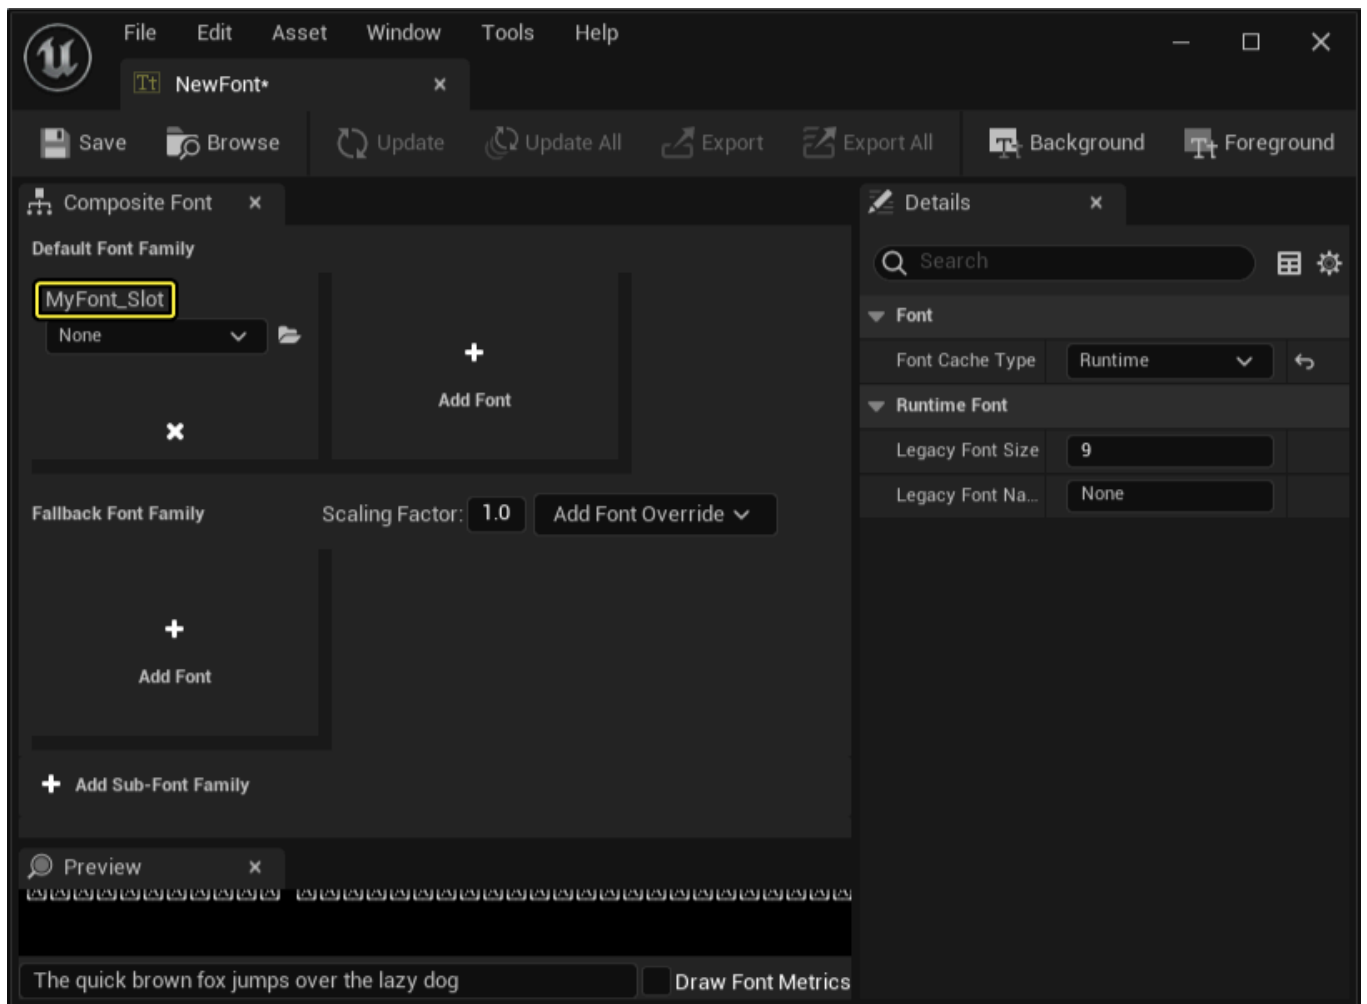 File Edit Asset Window Tools Help
NewFont*
Save Browse Update Update All Export Export All Background Foreground
Composite Font
Details
Default Font Family
Search
MyFont_Slot
None
Add Font
Font
Font Cache Type Runtime
Runtime Font
Legacy Font Size 9
Legacy Font Na... None
Fallback Font Family Scaling Factor: 1.0 Add Font Override
Add Font
Add Sub-Font Family
Preview
The quick brown fox jumps over the lazy dog Draw Font Metrics